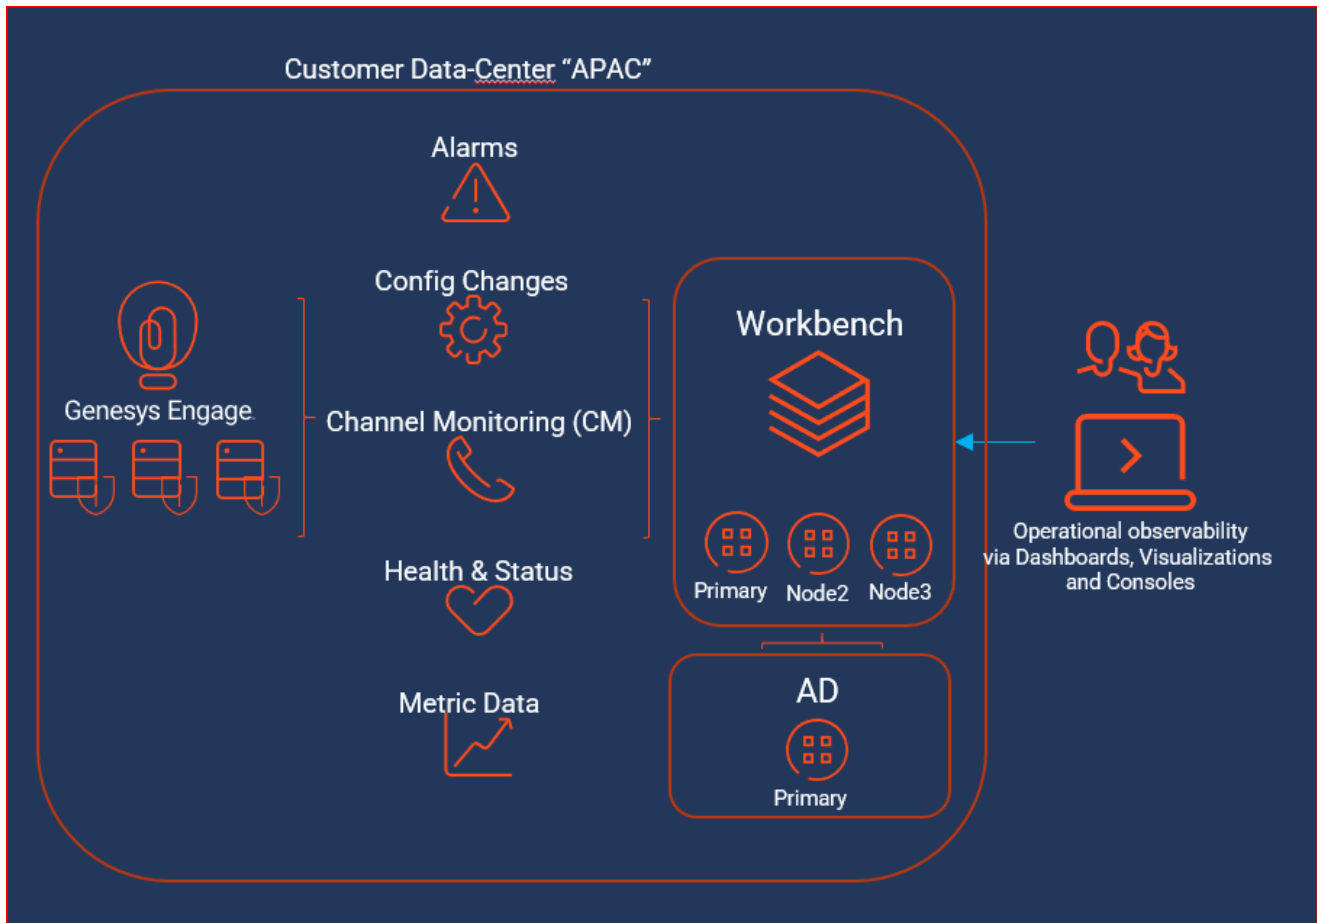 Customer Data-Center “APAC”
Alarms
Config Changes
Channel Monitoring (CM)
Health & Status
Metric Data
Genesys Engage
Workbench
Primary
Node2
Node3
AD
Primary
Operational observability
via Dashboards, Visualizations
and Consoles